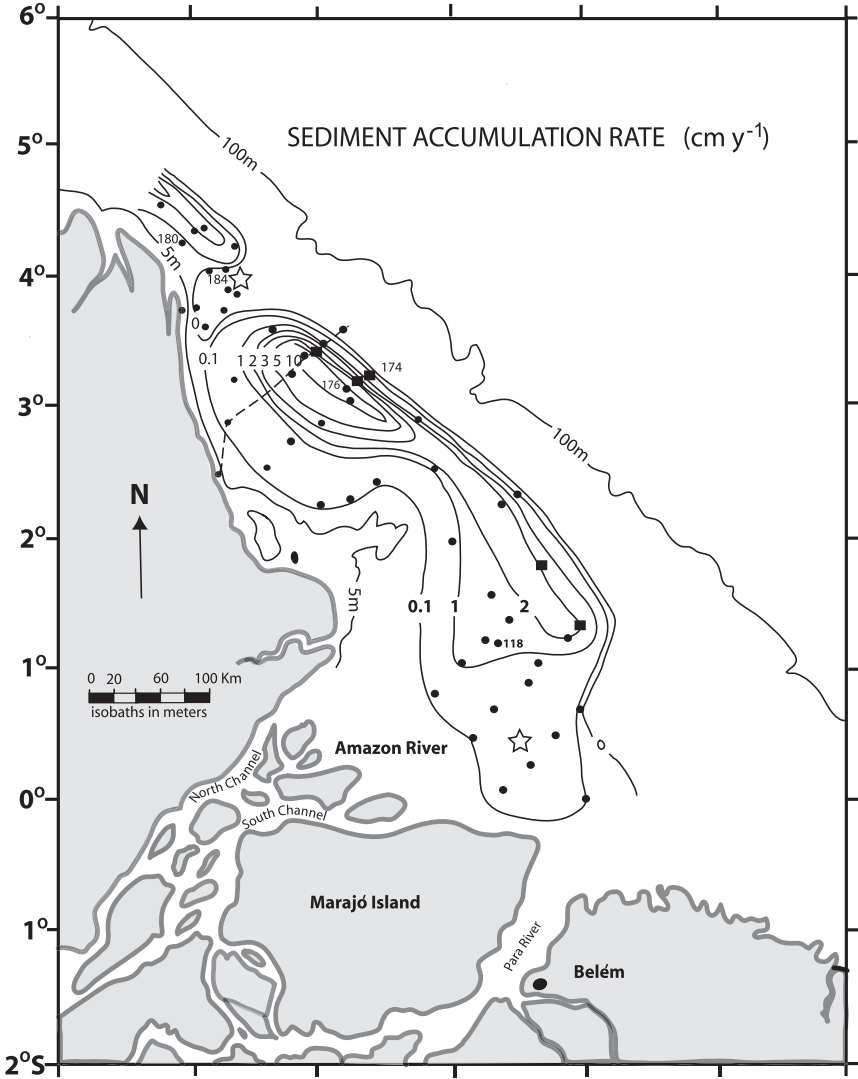 6°
SEDIMENT ACCUMULATION RATE (cm y-1)
100m
5°
180
5m
4°
184
0
0.1 1 2 3 5 10
174
176
3°
100m
N
2°
5m
0.1 1 2
118
1°
0 20 60 100 Km
isobaths in meters
Amazon River
0
North Channel
0°
South Channel
Marajó Island
1°
Para River
Belém
2°S